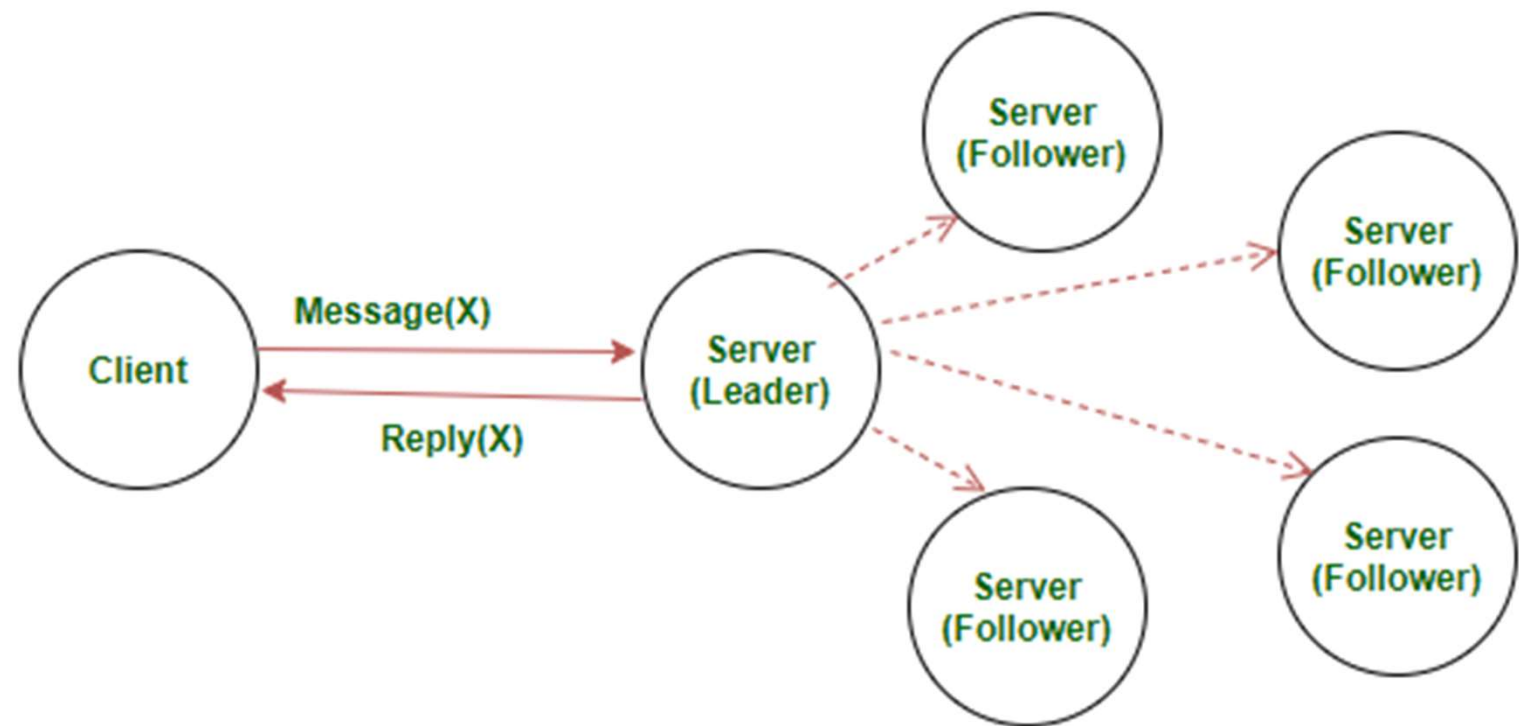 Client
Message(X)
Reply(X)
Server
(Leader)
Server
(Follower)
Server
(Follower)
Server
(Follower)
Server
(Follower)